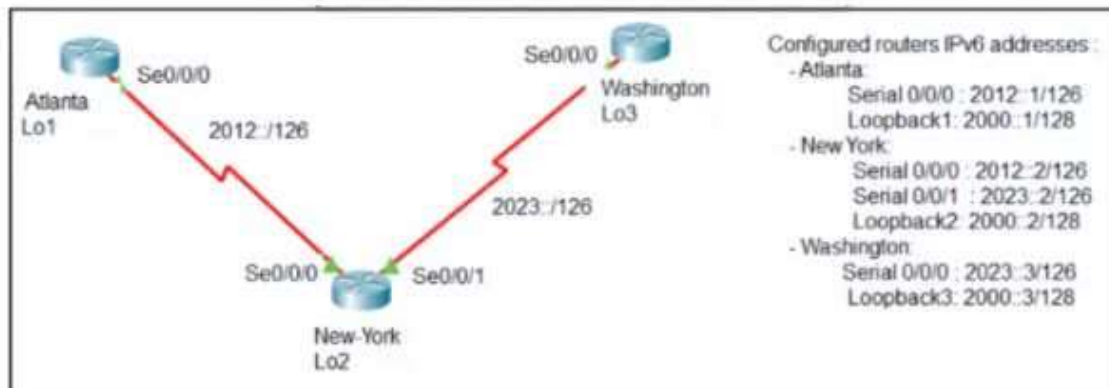 Se0/0/0
Atlanta
Lo1
2012::/126
Se0/0/0
Washington
Lo3
2023::/126
Se0/0/0
Se0/0/1
New-York
Lo2
Configured routers IPv6 addresses :
- Atlanta:
Serial 0/0/0 : 2012::1/126
Loopback1: 2000::1/128
- New York:
Serial 0/0/0 : 2012::2/126
Serial 0/0/1 : 2023::2/126
Loopback2: 2000::2/128
- Washington:
Serial 0/0/0 : 2023::3/126
Loopback3: 2000::3/128